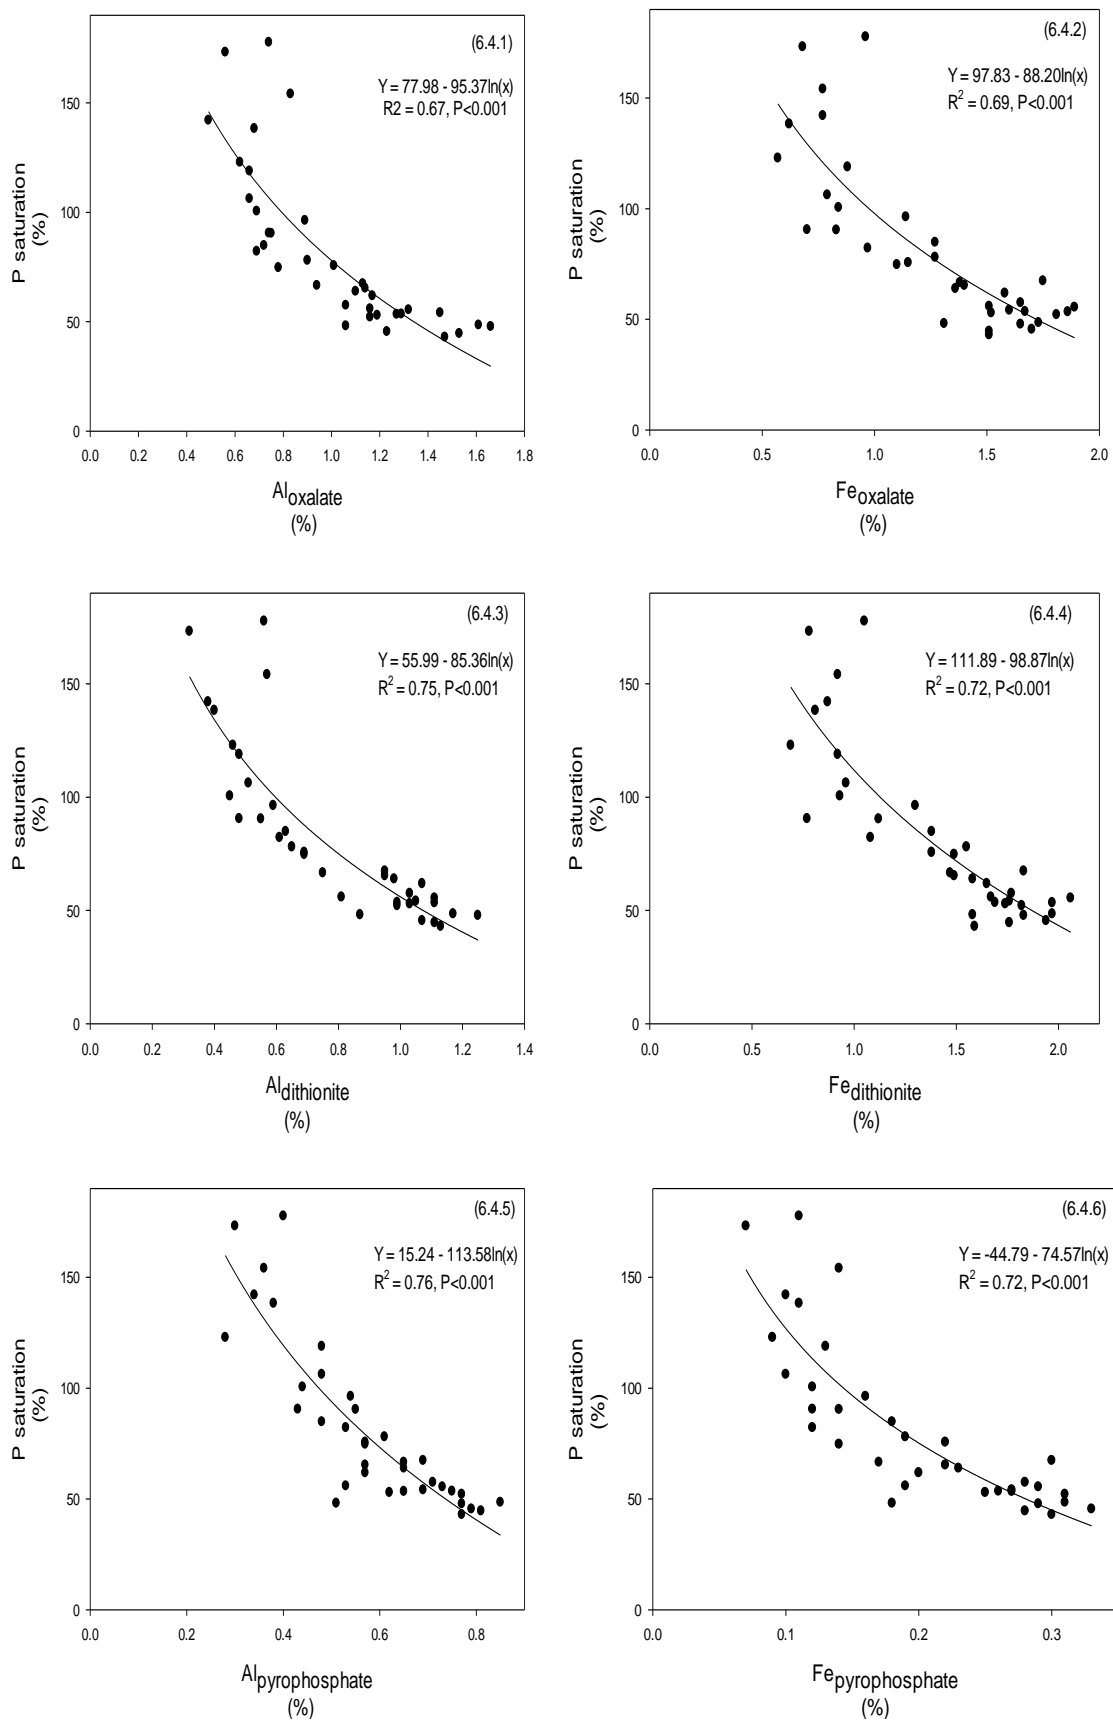 (6.4.1)
Y = 77.98 - 95.37ln(x)
R2 = 0.67, P<0.001
P saturation
(%)
150
100
50
0
0.0 0.2 0.4 0.6 0.8 1.0 1.2 1.4 1.6 1.8
Al oxalate
(%)
(6.4.2)
Y = 97.83 - 88.20ln(x)
R² = 0.69, P<0.001
P saturation
(%)
150
100
50
0
0.0 0.5 1.0 1.5 2.0
Fe oxalate
(%)
(6.4.3)
Y = 55.99 - 85.36ln(x)
R² = 0.75, P<0.001
P saturation
(%)
150
100
50
0
0.0 0.2 0.4 0.6 0.8 1.0 1.2 1.4
Al dithionite
(%)
(6.4.4)
Y = 111.89 - 98.87ln(x)
R² = 0.72, P<0.001
P saturation
(%)
150
100
50
0
0.0 0.5 1.0 1.5 2.0
Fe dithionite
(%)
(6.4.5)
Y = 15.24 - 113.58ln(x)
R² = 0.76, P<0.001
P saturation
(%)
150
100
50
0
0.0 0.2 0.4 0.6 0.8
Al pyrophosphate
(%)
(6.4.6)
Y = -44.79 - 74.57ln(x)
R² = 0.72, P<0.001
P saturation
(%)
150
100
50
0
0.0 0.1 0.2 0.3
Fe pyrophosphate
(%)